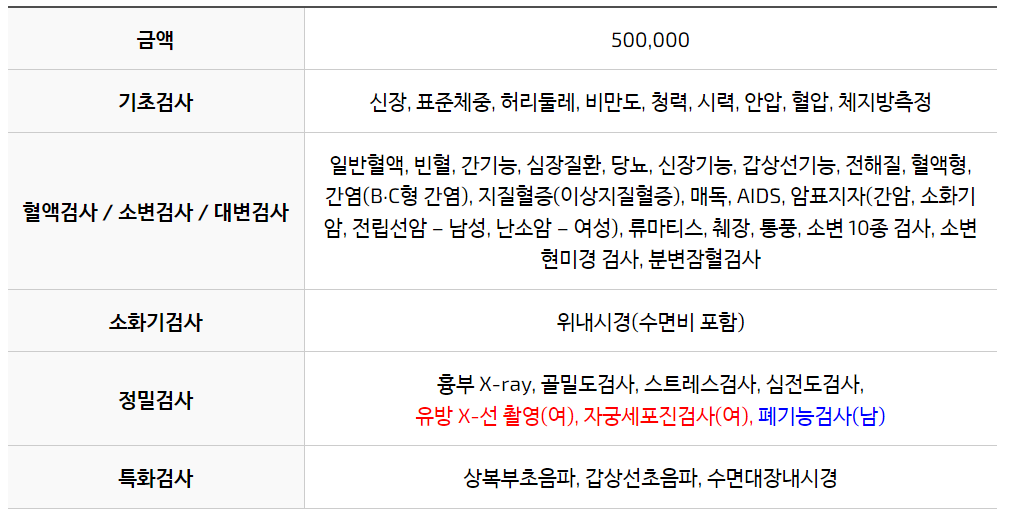 금액
500,000
기초검사
신장, 표준체중, 허리둘레, 비만도, 청력, 시력, 안압, 혈압, 체지방측정
혈액검사 / 소변검사 / 대변검사
일반혈액, 빈혈, 간기능, 심장질환, 당뇨, 신장기능, 갑상선기능, 전해질, 혈액형,
간염(B·C형 간염), 지질혈증(이상지질혈증), 매독, AIDS, 암표지자(간암, 소화기
암, 전립선암 – 남성, 난소암 – 여성), 류마티스, 췌장, 통풍, 소변 10종 검사, 소변
현미경 검사, 분변잠혈검사
소화기검사
위내시경(수면비 포함)
정밀검사
흉부 X-ray, 골밀도검사, 스트레스검사, 심전도검사,
유방 X-선 촬영(여), 자궁세포진검사(여), 폐기능검사(남)
특화검사
상복부초음파, 갑상선초음파, 수면대장내시경